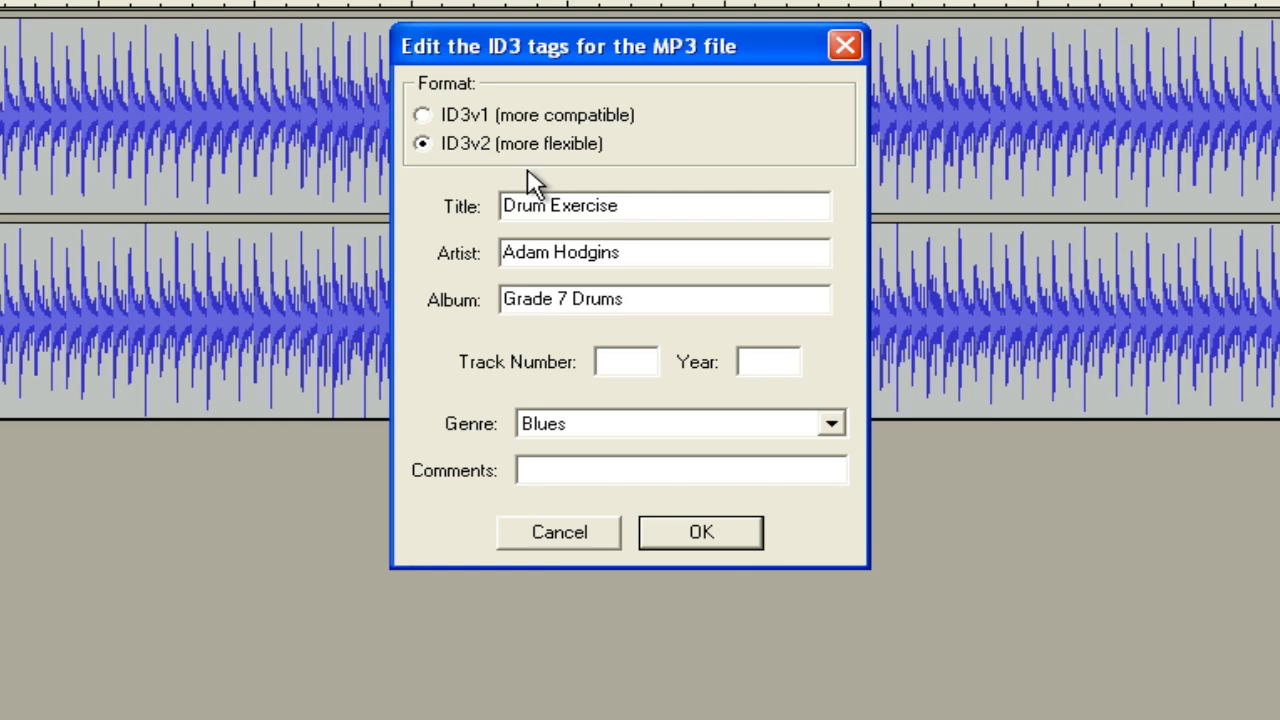 Edit the ID3 tags for the MP3 file
Format:
ID3v1 (more compatible)
ID3v2 (more flexible)
Title: Drum Exercise
Artist: Adam Hodgins
Album: Grade 7 Drums
Track Number: Year:
Genre: Blues
Comments:
Cancel OK